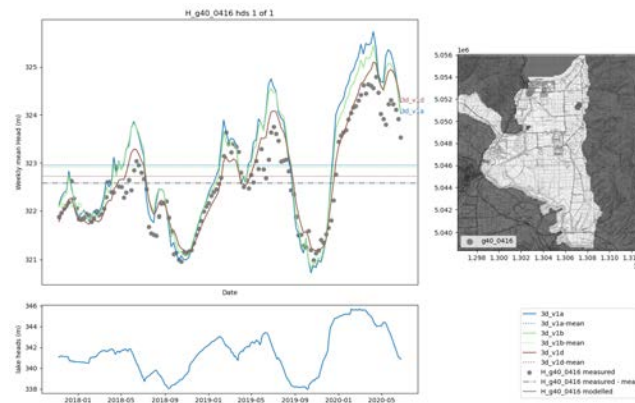 H_g40_0416 hds 1 of 1
325
324
323
322
321
Weekly mean Head (m)
3d_v1d
3d_v1a
Date
346
344
342
340
338
lake heads (m)
2018-01
2018-05
2018-09
2019-01
2019-05
2019-09
2020-01
2020-05
1e6
5.056
5.054
5.052
5.050
5.048
5.046
5.044
5.042
5.040
g40_0416
1.298 1.300 1.302 1.304 1.306 1.308 1.310
3d_v1a
3d_v1a-mean
3d_v1b
3d_v1b-mean
3d_v1d
3d_v1d-mean
H_g40_0416 measured
H_g40_0416 measured - mea
H_g40_0416 modelled